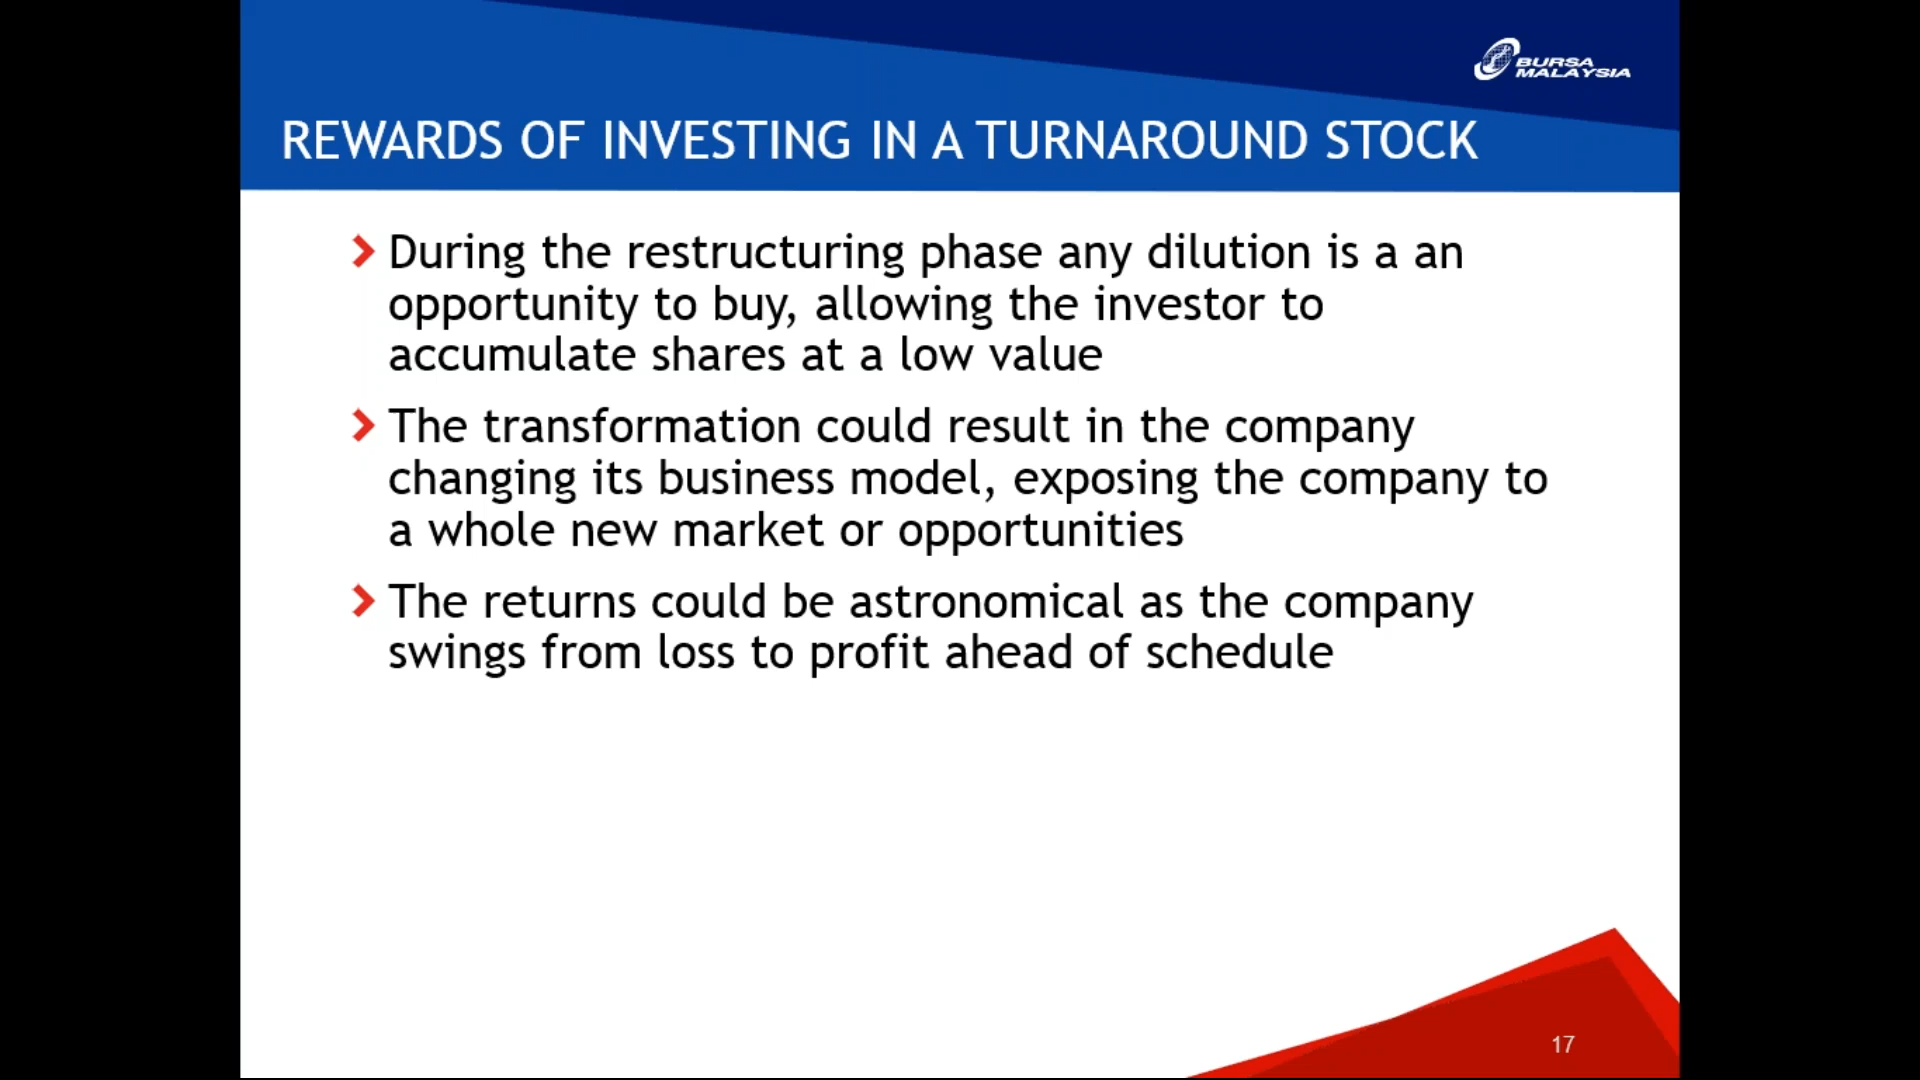 BURSA
MALAYSIA
REWARDS OF INVESTING IN A TURNAROUND STOCK
During the restructuring phase any dilution is a an
opportunity to buy, allowing the investor to
accumulate shares at a low value
The transformation could result in the company
changing its business model, exposing the company to
a whole new market or opportunities
The returns could be astronomical as the company
swings from loss to profit ahead of schedule
17